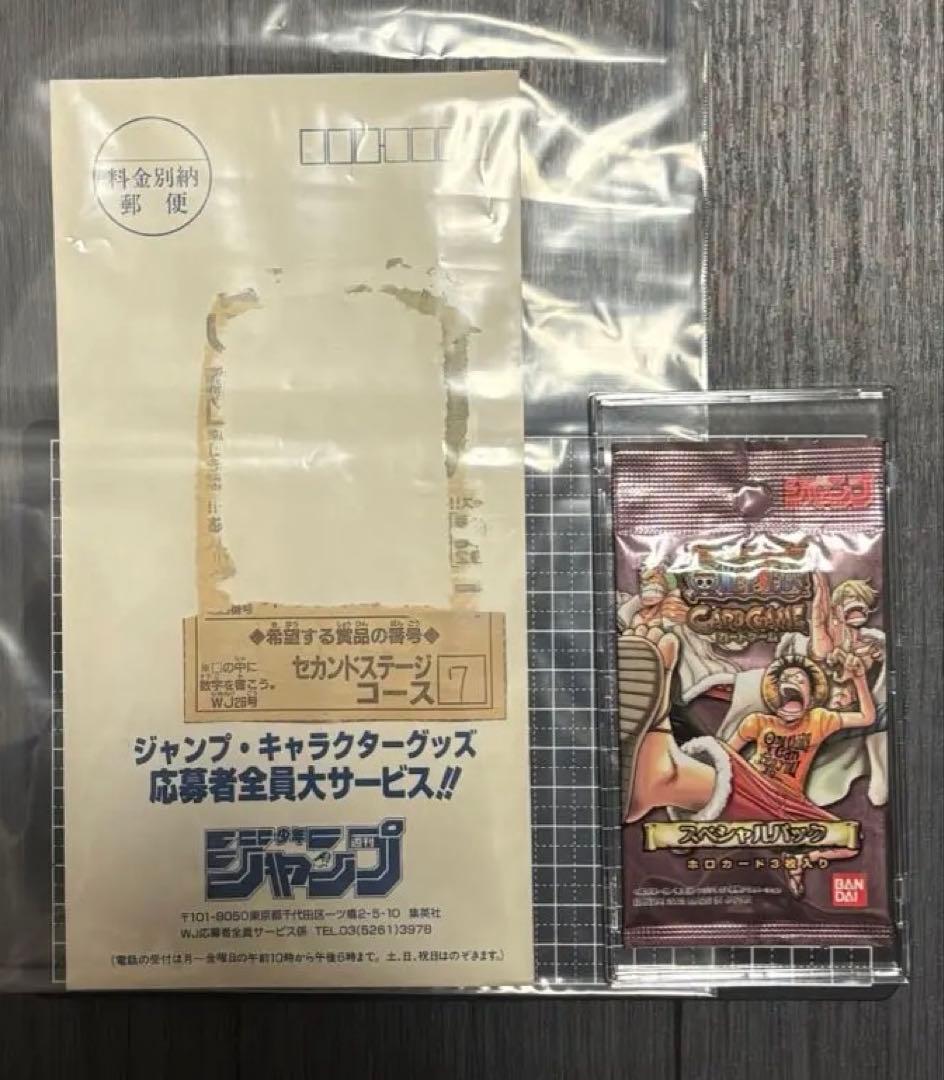 料金別納
郵便
◆希望する賞品の番号◆
※□の中に
数字を書こう。
WJ26号
セカンドステージ
コース
7
ジャンプ・キャラクターグッズ
応募者全員大サービス!!
週刊
少年
ジャンプ
〒101-8050東京都千代田区一ツ橋2-5-10 集英社
WJ応募者全員サービス係 TEL.03(5261)3978
(電話の受付は月〜金曜日の午前10時から午後6時まで。土、日、祝日はのぞきます。)
ジャンプ
ONE PIECE
CARD GAME
スペシャルパック
ホロカード3枚入り
BAN
DAI